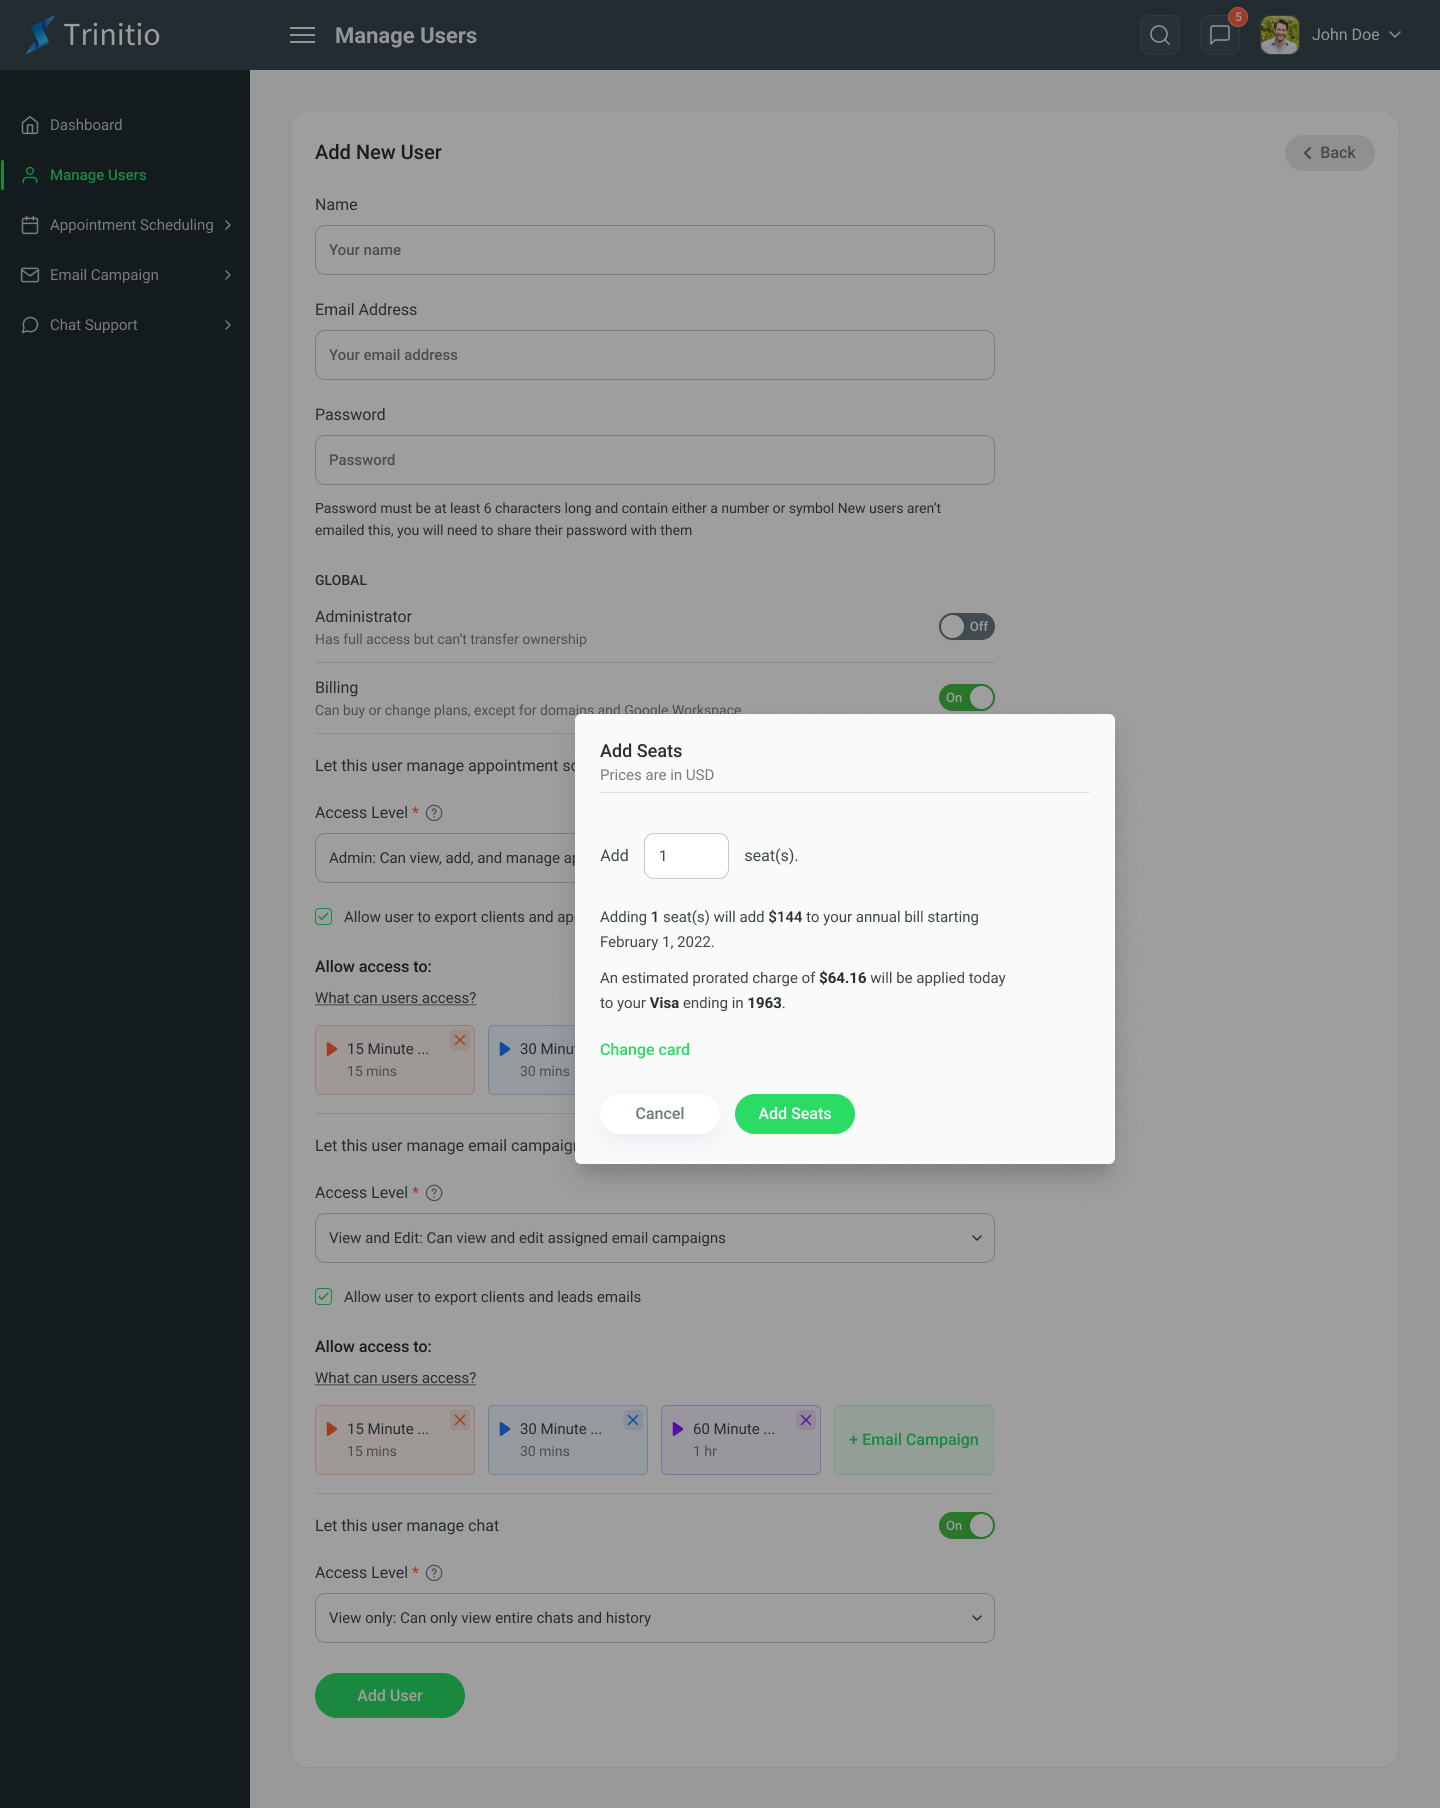 Trinitio
Manage Users
5
John Doe
Dashboard
Manage Users
Appointment Scheduling
Email Campaign
Chat Support
Add New User
Back
Name
Your name
Email Address
Your email address
Password
Password
Password must be at least 6 characters long and contain either a number or symbol New users aren't
emailed this, you will need to share their password with them
GLOBAL
Administrator
Has full access but can't transfer ownership
Off
Billing
Can buy or change plans, except for domains and Google Workspace
On
Let this user manage appointment sc
Access Level * ?
Admin: Can view, add, and manage ap
Allow user to export clients and ap
Allow access to:
What can users access?
15 Minute ...
15 mins
30 Minut
30 mins
Add Seats
Prices are in USD
Add 1 seat(s).
Adding 1 seat(s) will add $144 to your annual bill starting
February 1, 2022.
An estimated prorated charge of $64.16 will be applied today
to your Visa ending in 1963.
Change card
Cancel
Add Seats
Let this user manage email campaign
Access Level * ?
View and Edit: Can view and edit assigned email campaigns
Allow user to export clients and leads emails
Allow access to:
What can users access?
15 Minute ...
15 mins
30 Minute ...
30 mins
60 Minute ...
1 hr
+ Email Campaign
Let this user manage chat
On
Access Level * ?
View only: Can only view entire chats and history
Add User